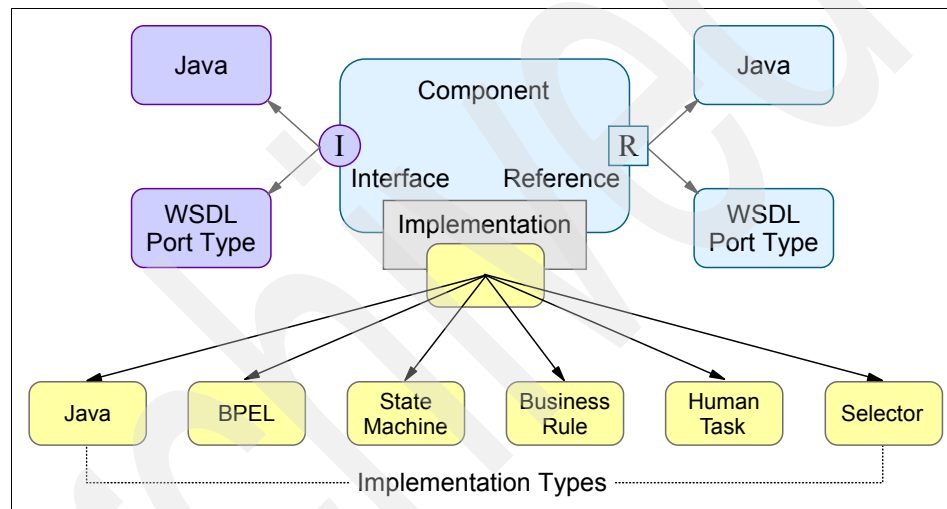 Java
Component
Java
I
R
Interface
Reference
WSDL
Port Type
Implementation
WSDL
Port Type
Java
BPEL
State
Machine
Business
Rule
Human
Task
Selector
Implementation Types